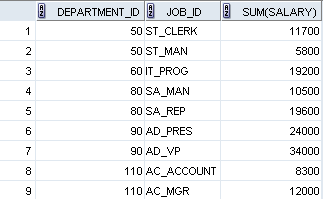 DEPARTMENT_ID JOB_ID SUM(SALARY)
1 50 ST_CLERK 11700
2 50 ST_MAN 5800
3 60 IT_PROG 19200
4 80 SA_MAN 10500
5 80 SA_REP 19600
6 90 AD_PRES 24000
7 90 AD_VP 34000
8 110 AC_ACCOUNT 8300
9 110 AC_MGR 12000